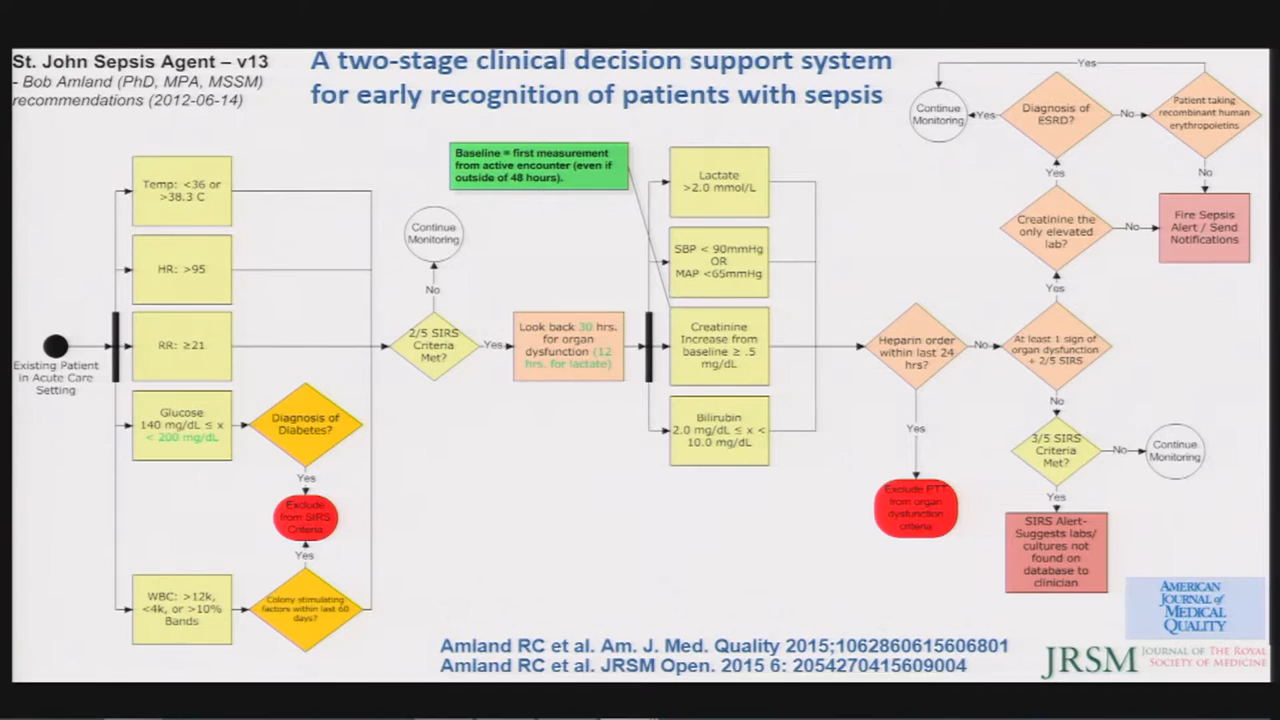 St. John Sepsis Agent – v13
- Bob Amland (PhD, MPA, MSSM)
recommendations (2012-06-14)
A two-stage clinical decision support system
for early recognition of patients with sepsis
Existing Patient
in Acute Care
Setting
Temp: <36 or
>38.3 C
HR: >95
RR: ≥21
Glucose
140 mg/dL ≤ x
< 200 mg/dL
Diagnosis of
Diabetes?
Yes
Exclude
from SIRS
Criteria
Yes
WBC: >12k,
<4k, or >10%
Bands
Colony stimulating
factors within last 60
days?
Continue
Monitoring
No
2/5 SIRS
Criteria
Met?
Yes
Look back 30 hrs.
for organ
dysfunction (12
hrs. for lactate)
Baseline = first measurement
from active encounter (even if
outside of 48 hours).
Lactate
>2.0 mmol/L
SBP < 90mmHg
OR
MAP <65mmHg
Creatinine
Increase from
baseline ≥ .5
mg/dL
Bilirubin
2.0 mg/dL ≤ x <
10.0 mg/dL
Heparin order
within last 24
hrs?
Yes
Exclude PTT
from organ
dysfunction
criteria
No
At least 1 sign of
organ dysfunction
+ 2/5 SIRS
Yes
Creatinine the
only elevated
lab?
No
Fire Sepsis
Alert / Send
Notifications
Yes
Diagnosis of
ESRD?
Yes
Continue
Monitoring
No
Patient taking
recombinant human
erythropoietins
Yes
No
No
3/5 SIRS
Criteria
Met?
No
Continue
Monitoring
Yes
SIRS Alert-
Suggests labs/
cultures not
found on
database to
clinician
Amland RC et al. Am. J. Med. Quality 2015;1062860615606801
Amland RC et al. JRSM Open. 2015 6: 2054270415609004
AMERICAN
JOURNAL of
MEDICAL
QUALITY
JRSM JOURNAL OF THE ROYAL
SOCIETY OF MEDICINE